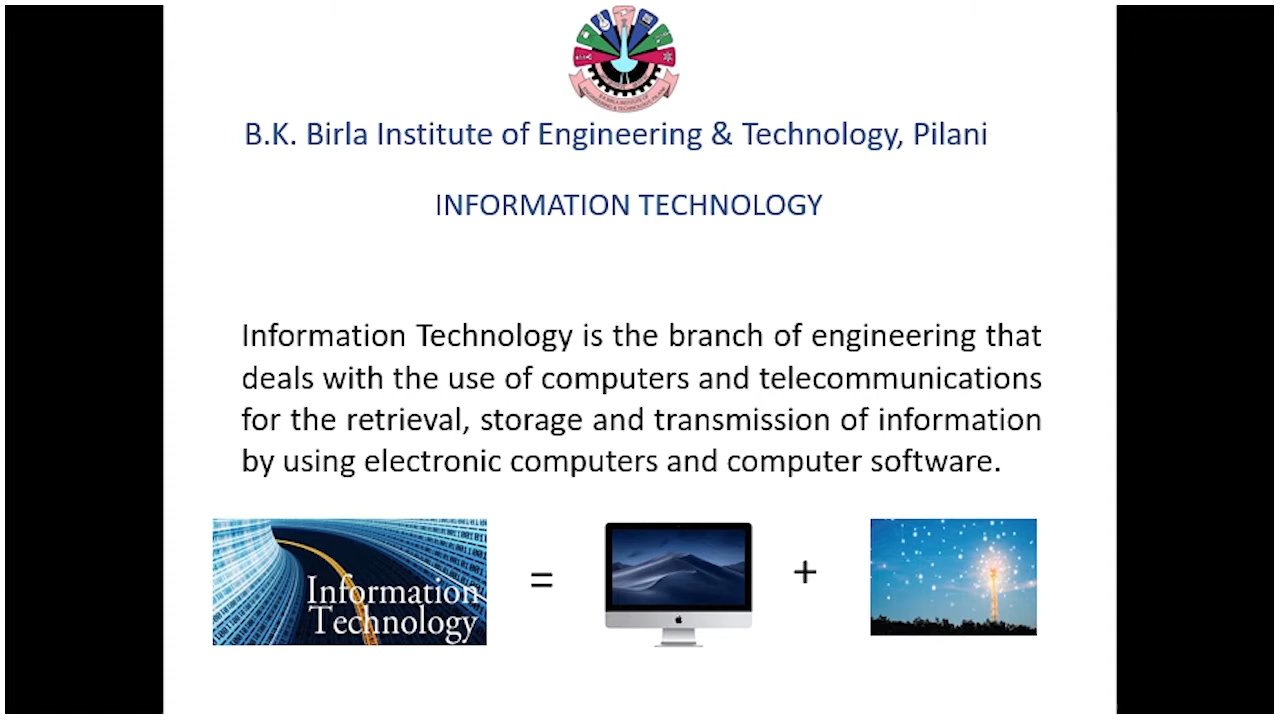 B.K. Birla Institute of Engineering & Technology, Pilani
INFORMATION TECHNOLOGY
Information Technology is the branch of engineering that
deals with the use of computers and telecommunications
for the retrieval, storage and transmission of information
by using electronic computers and computer software.
Information
Technology
=
+